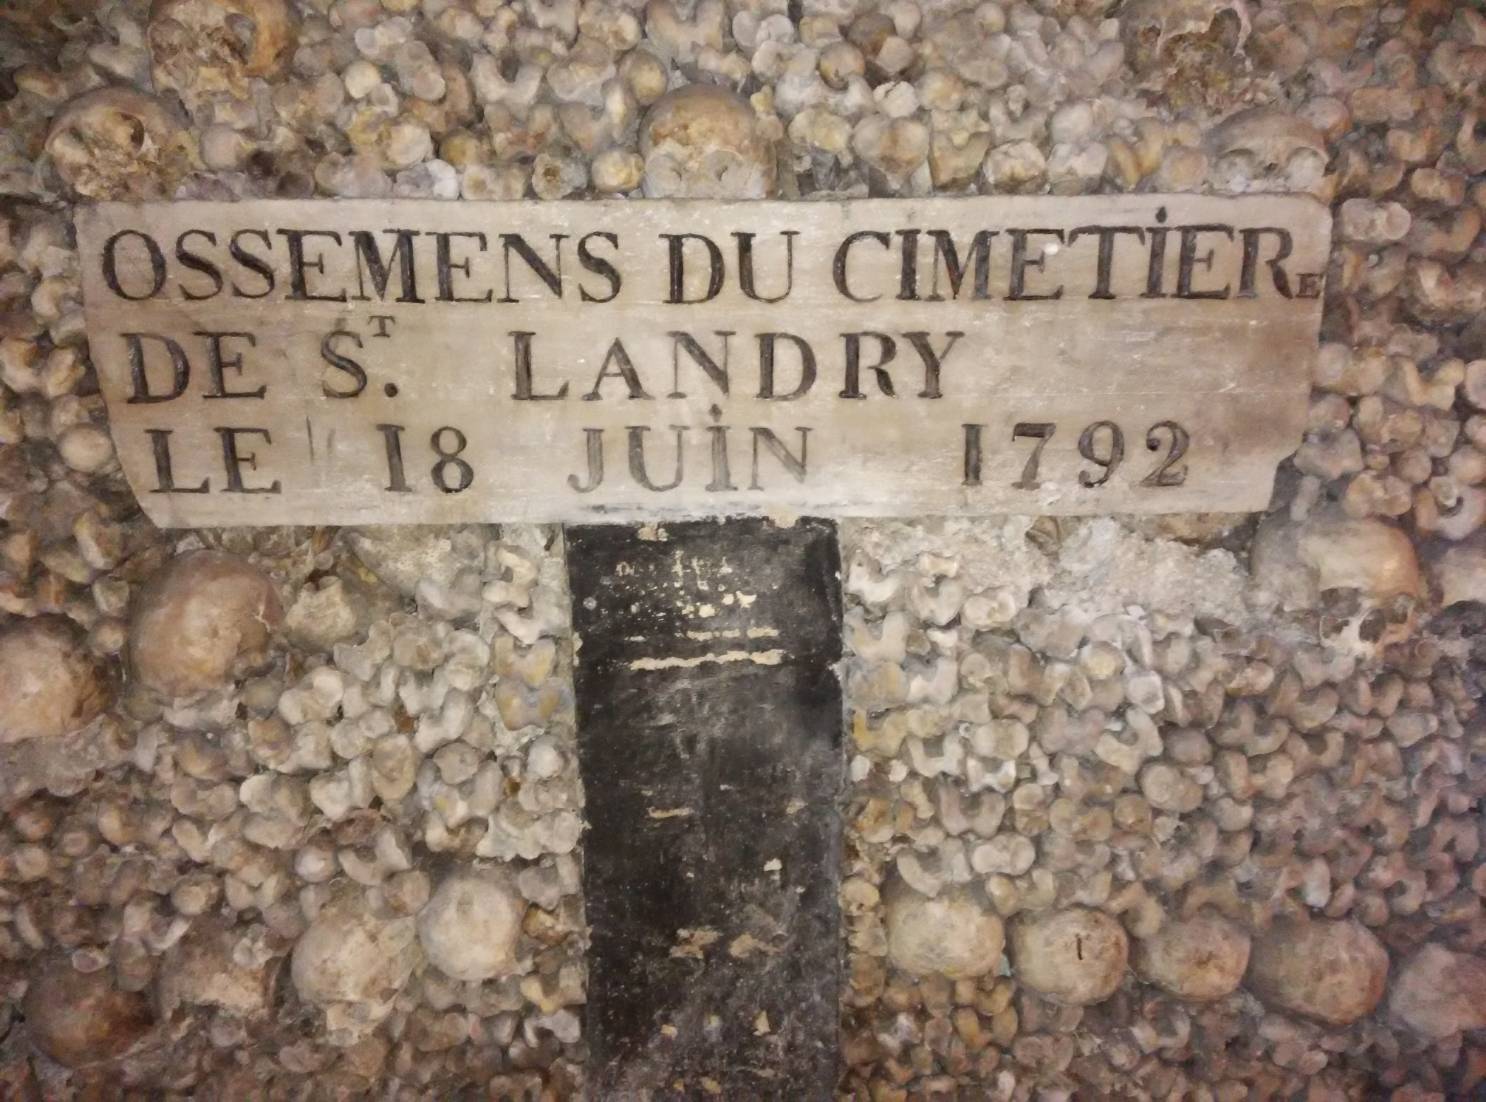 OSSEMENS DU CIMETIERE
DE ST. LANDRY
LE 18 JUIN 1792